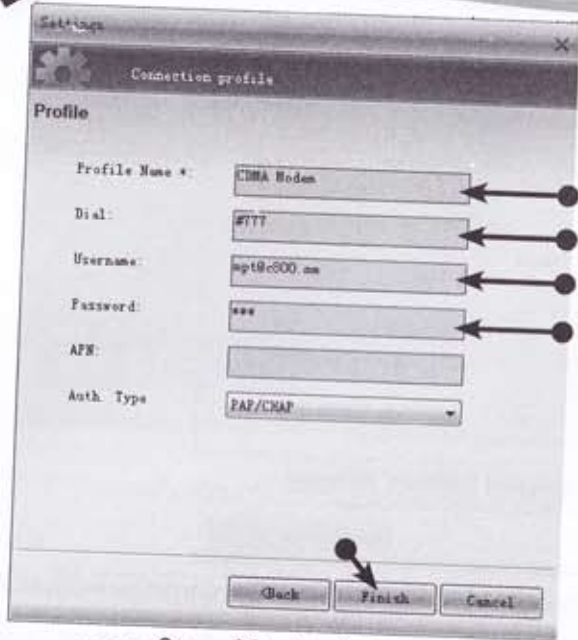 Settings
Connection profile
Profile
Profile Name *: CDMA Modem
Dial: #777
Username: mpt@c800.mm
Password: ***
APN:
Auth. Type PAP/CHAP
<Back Finish Cancel